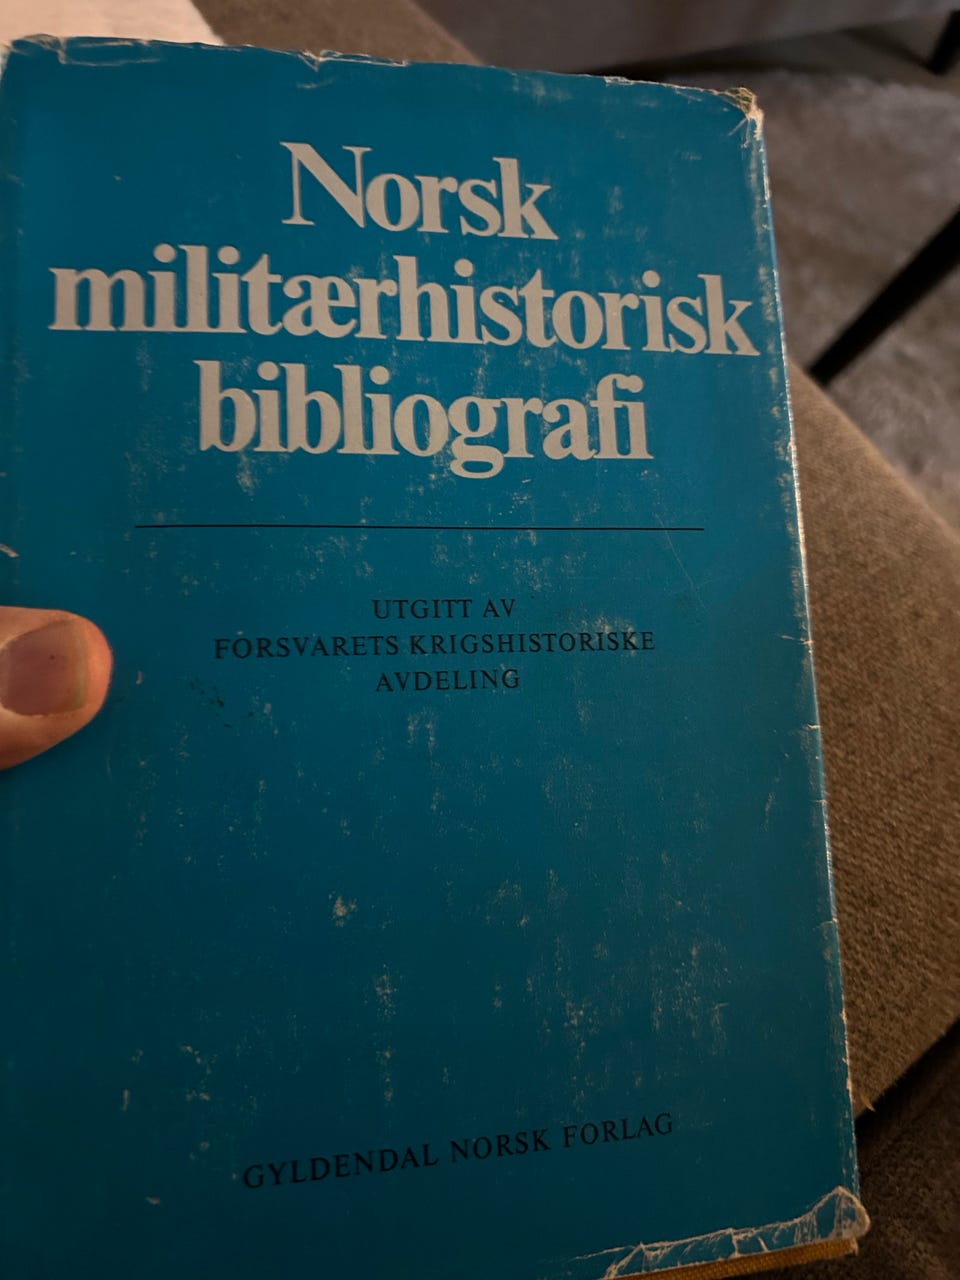 Norsk
militærhistorisk
bibliografi
UTGITT AV
FORSVARETS KRIGSHISTORISKE
AVDELING
GYLDENDAL NORSK FORLAG